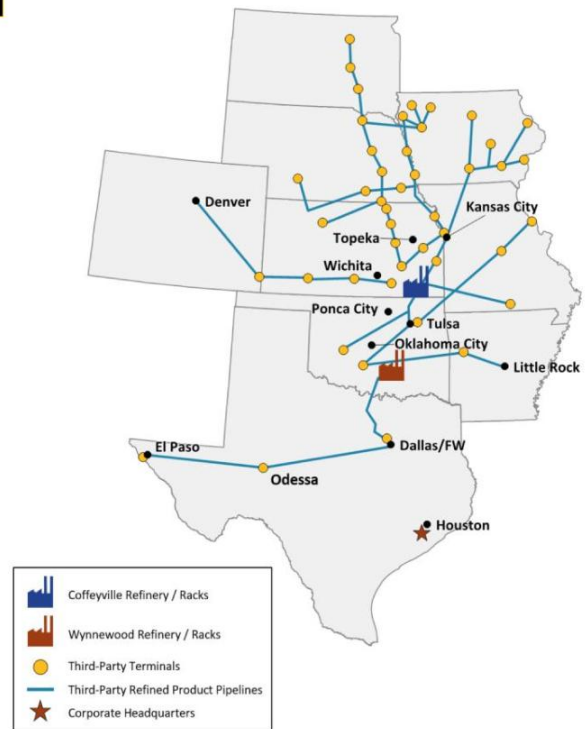 Denver
Kansas City
Topeka
Wichita
Ponca City
Tulsa
Oklahoma City
Little Rock
El Paso
Dallas/FW
Odessa
Houston
Coffeyville Refinery / Racks
Wynnewood Refinery / Racks
Third-Party Terminals
Third-Party Refined Product Pipelines
Corporate Headquarters